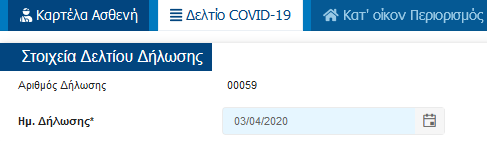 Καρτέλα Ασθενή Δελτίο COVID-19 Κατ' οίκον Περιορισμός
Στοιχεία Δελτίου Δήλωσης
Αριθμός Δήλωσης 00059
Ημ. Δήλωσης* 03/04/2020